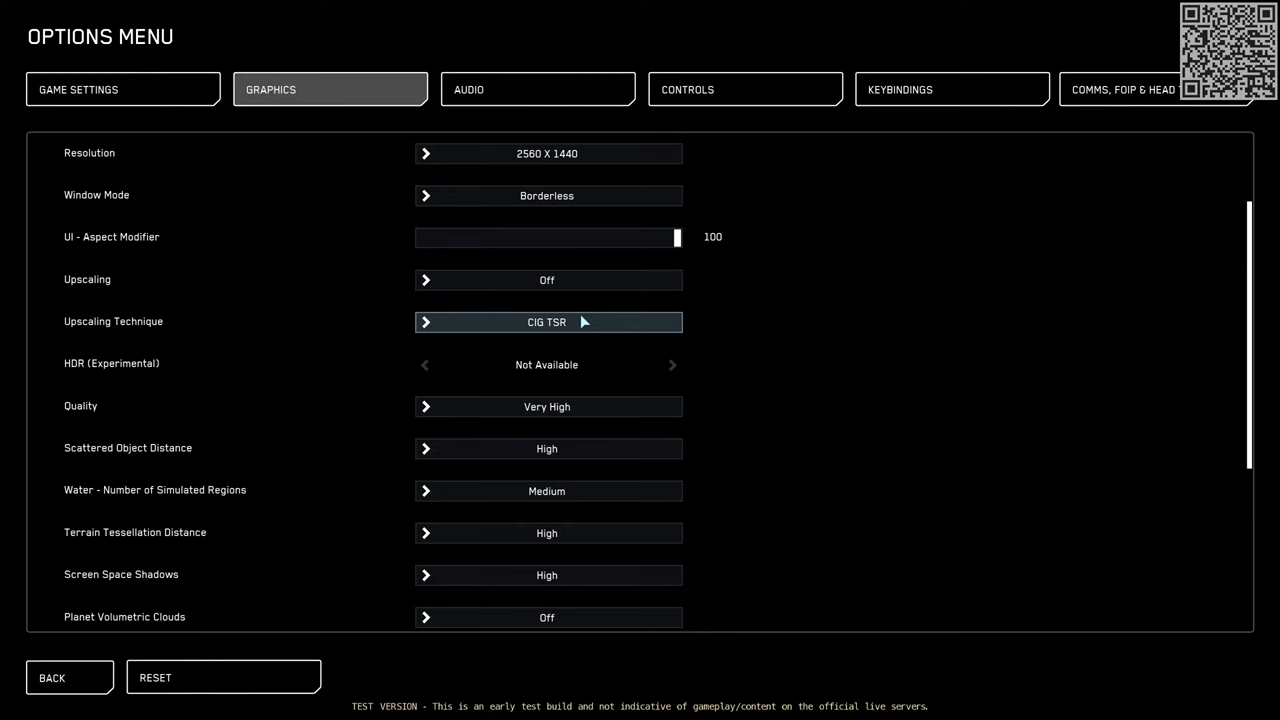 OPTIONS MENU
GAME SETTINGS
GRAPHICS
AUDIO
CONTROLS
KEYBINDINGS
COMMS, FOIP & HEAD
Resolution
2560 X 1440
Window Mode
Borderless
UI - Aspect Modifier
100
Upscaling
Off
Upscaling Technique
CIG TSR
HDR (Experimental)
Not Available
Quality
Very High
Scattered Object Distance
High
Water - Number of Simulated Regions
Medium
Terrain Tessellation Distance
High
Screen Space Shadows
High
Planet Volumetric Clouds
Off
BACK
RESET
TEST VERSION - This is an early test build and not indicative of gameplay/content on the official live servers.